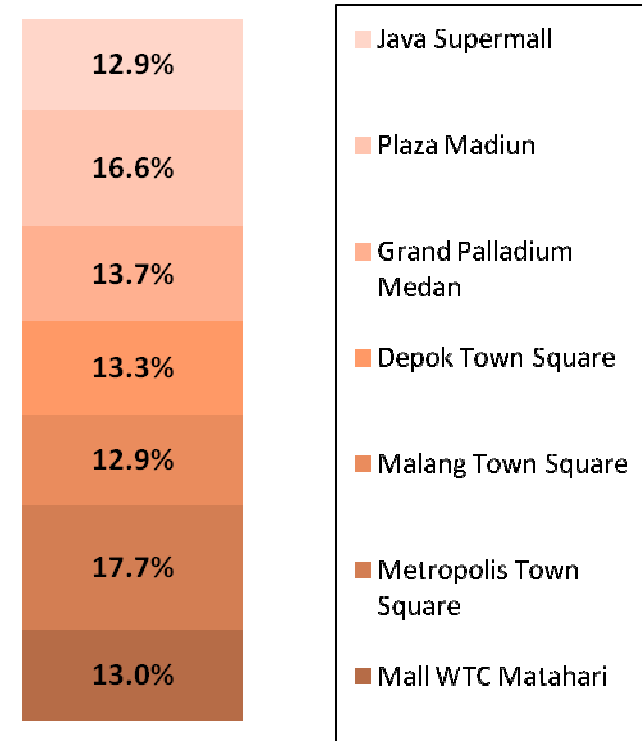 12.9%
16.6%
13.7%
13.3%
12.9%
17.7%
13.0%
Java Supermall
Plaza Madiun
Grand Palladium
Medan
Depok Town Square
Malang Town Square
Metropolis Town
Square
Mall WTC Matahari